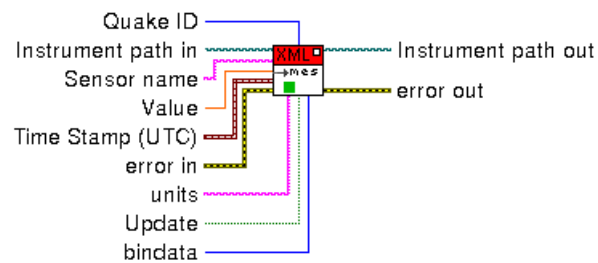 Quake ID
Instrument path in
Sensor name
Value
Time Stamp (UTC)
error in
units
Update
bindata
XML
mes
Instrument path out
error out